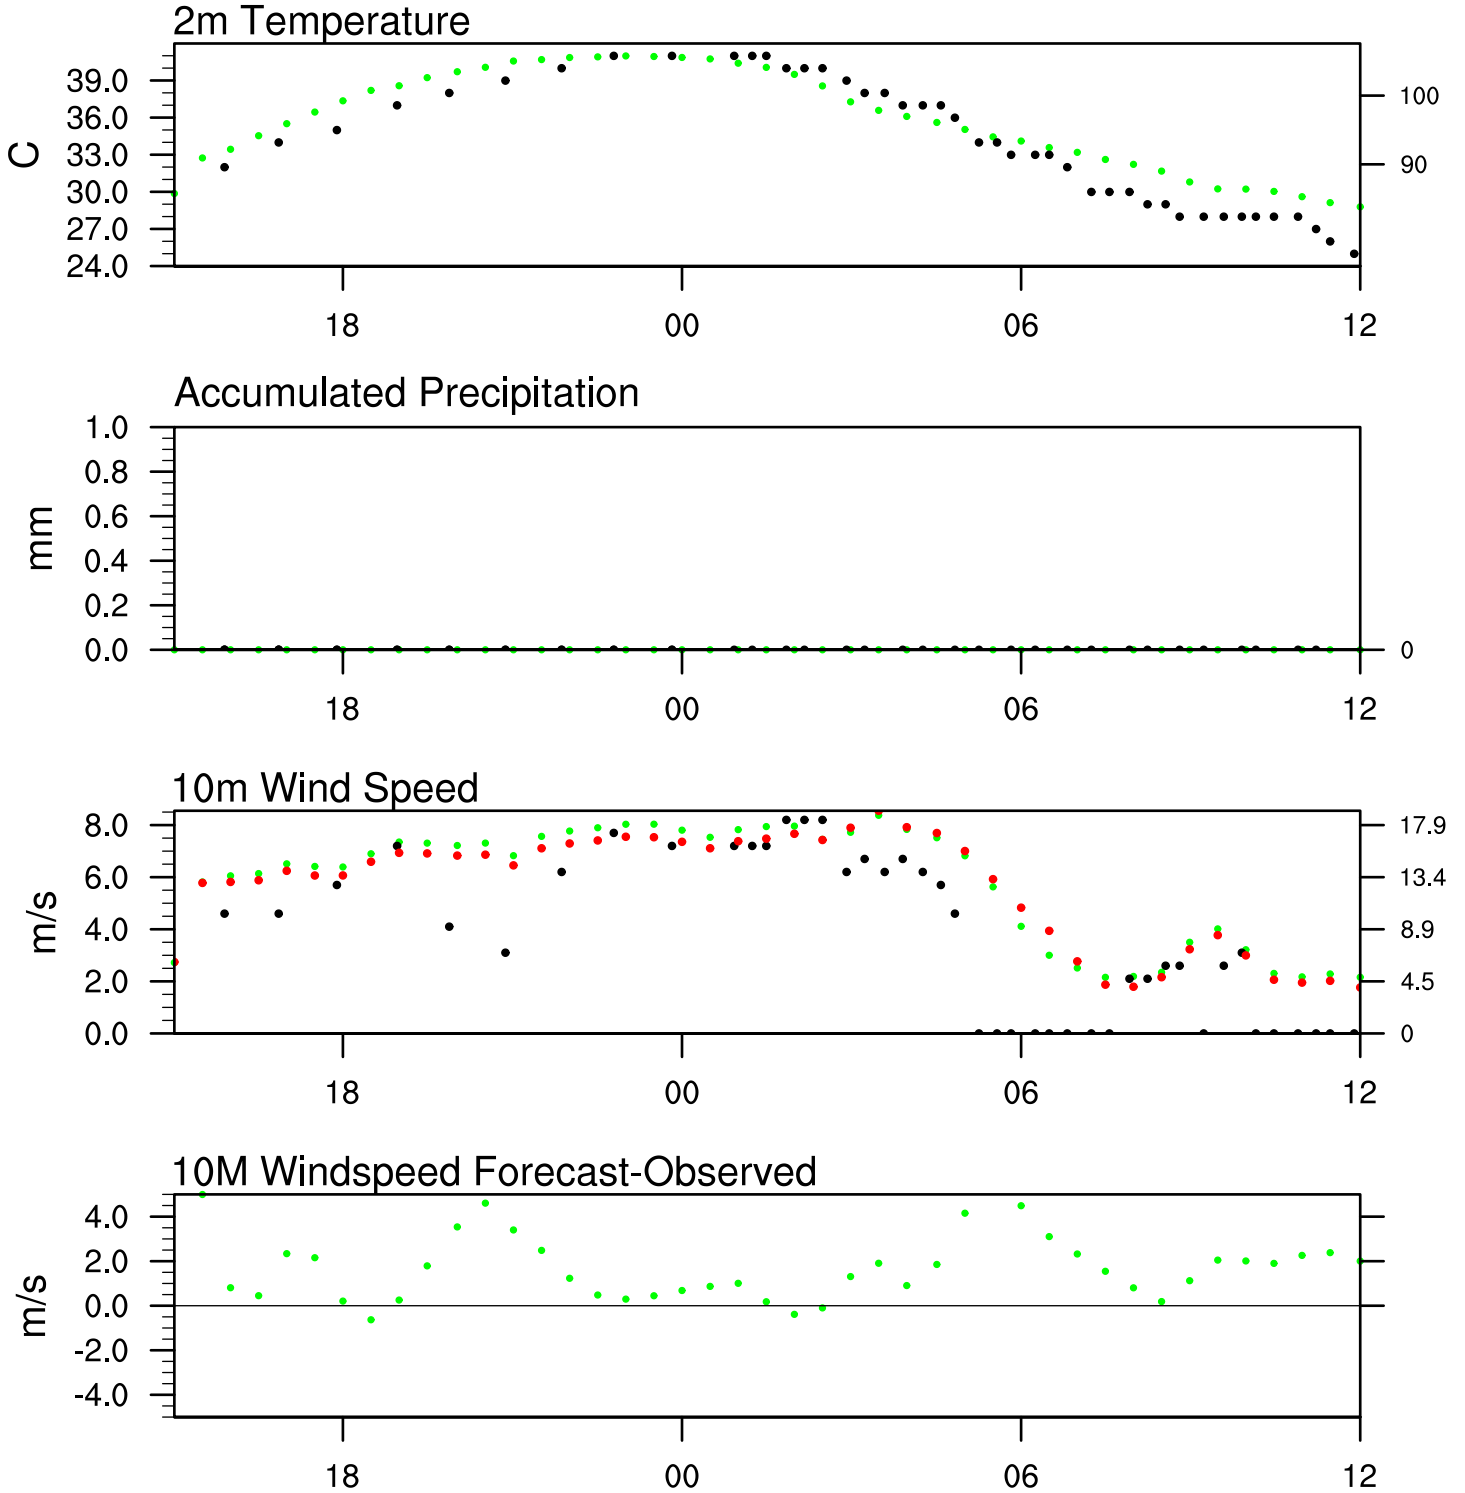 2m Temperature
39.0
36.0
33.0
30.0
27.0
24.0
C
100
90
18 00 06 12
Accumulated Precipitation
1.0
0.8
0.6
0.4
0.2
0.0
mm
0
18 00 06 12
10m Wind Speed
8.0
6.0
4.0
2.0
0.0
m/s
17.9
13.4
8.9
4.5
0
18 00 06 12
10M Windspeed Forecast-Observed
4.0
2.0
0.0
-2.0
-4.0
m/s
18 00 06 12